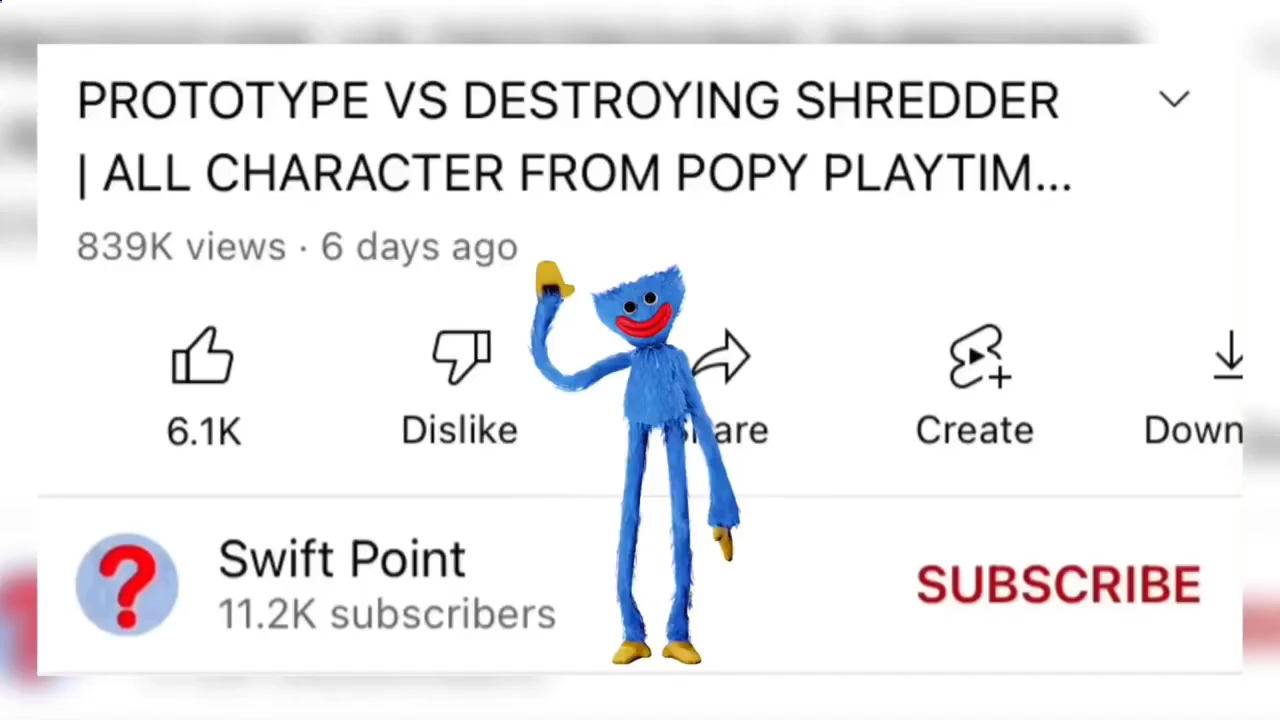 PROTOTYPE VS DESTROYING SHREDDER
| ALL CHARACTER FROM POPY PLAYTIM...
839K views · 6 days ago
6.1K Dislike Share Create Down
Swift Point
11.2K subscribers
SUBSCRIBE